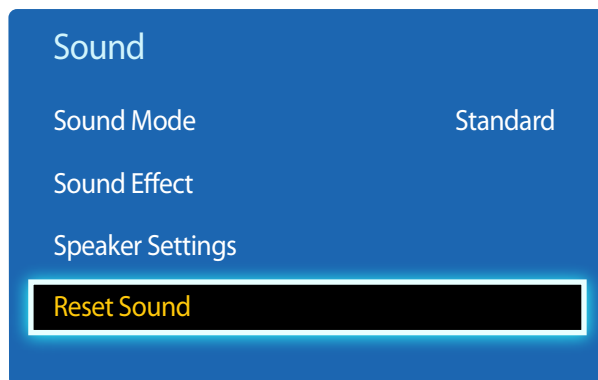 Sound
Sound Mode Standard
Sound Effect
Speaker Settings
Reset Sound